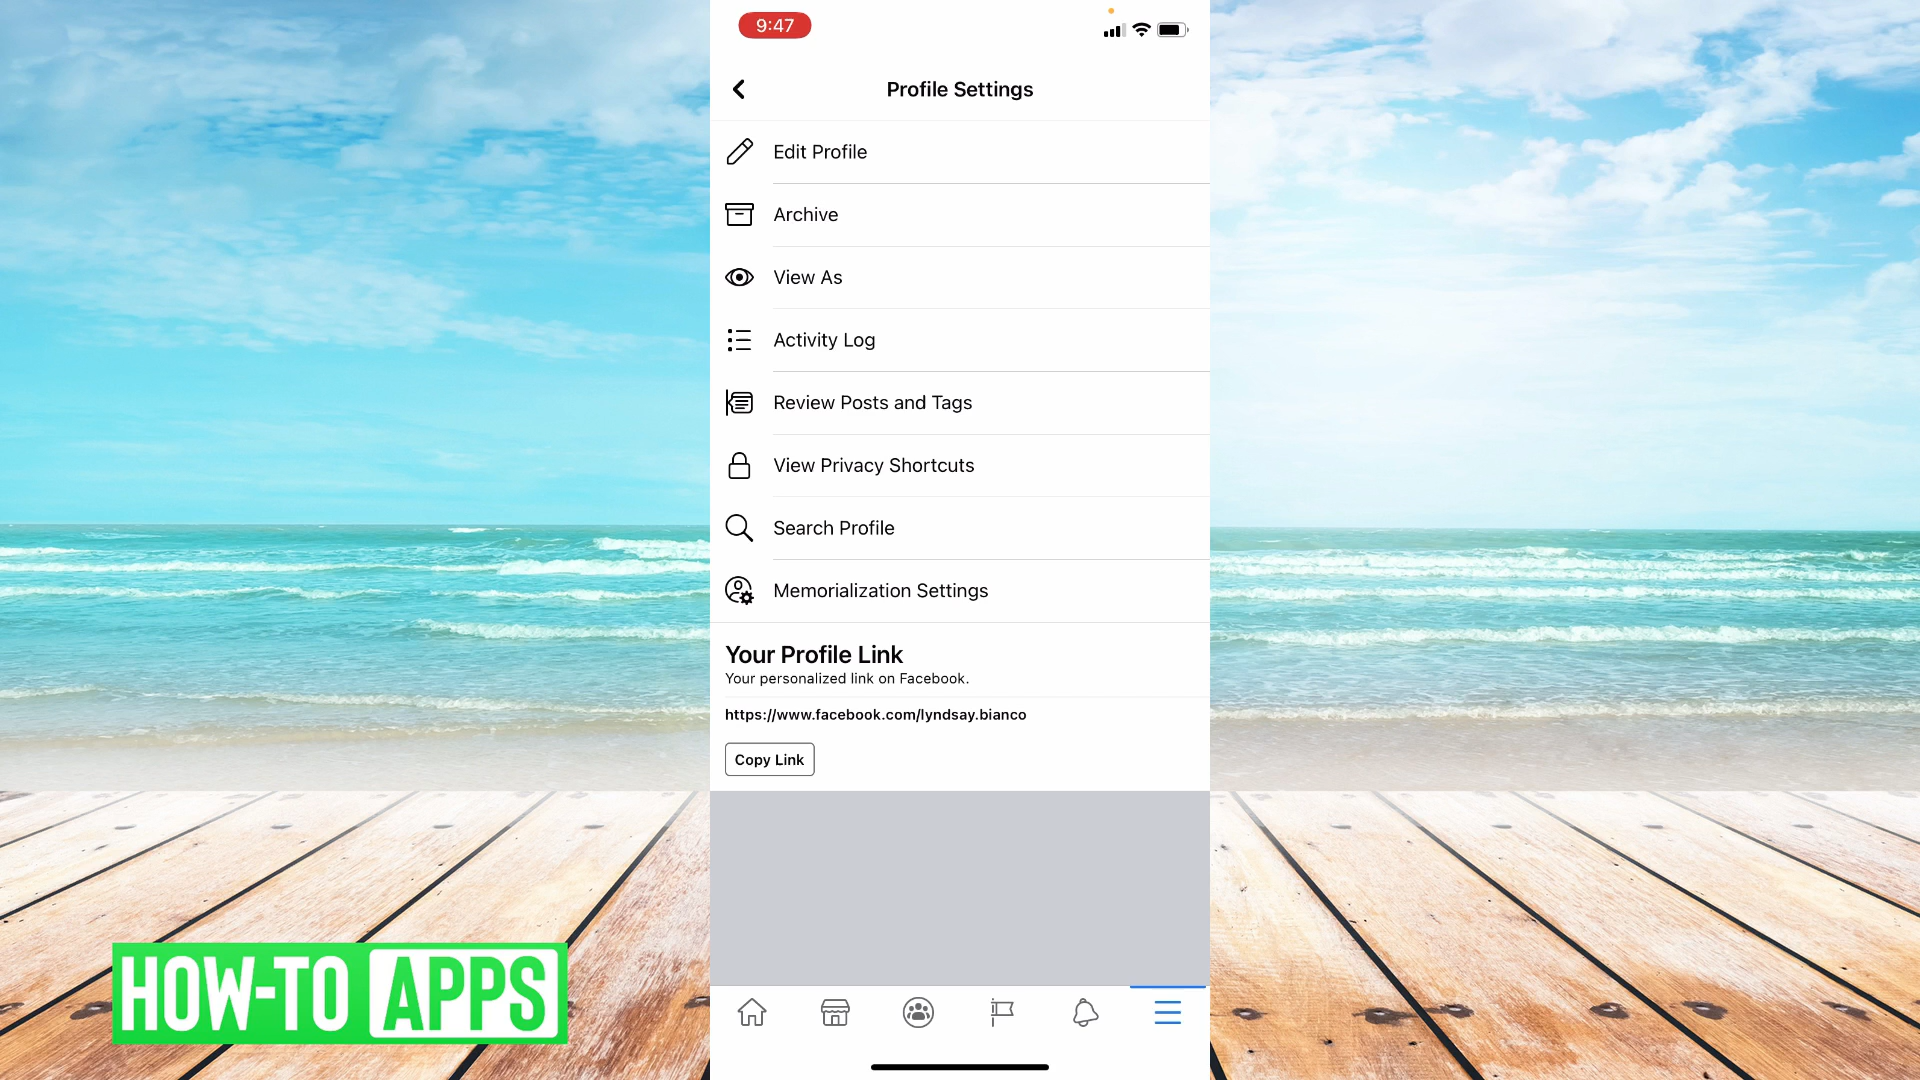 9:47
Profile Settings
Edit Profile
Archive
View As
Activity Log
Review Posts and Tags
View Privacy Shortcuts
Search Profile
Memorialization Settings
Your Profile Link
Your personalized link on Facebook.
https://www.facebook.com/lyndsay.bianco
Copy Link
HOW-TO APPS